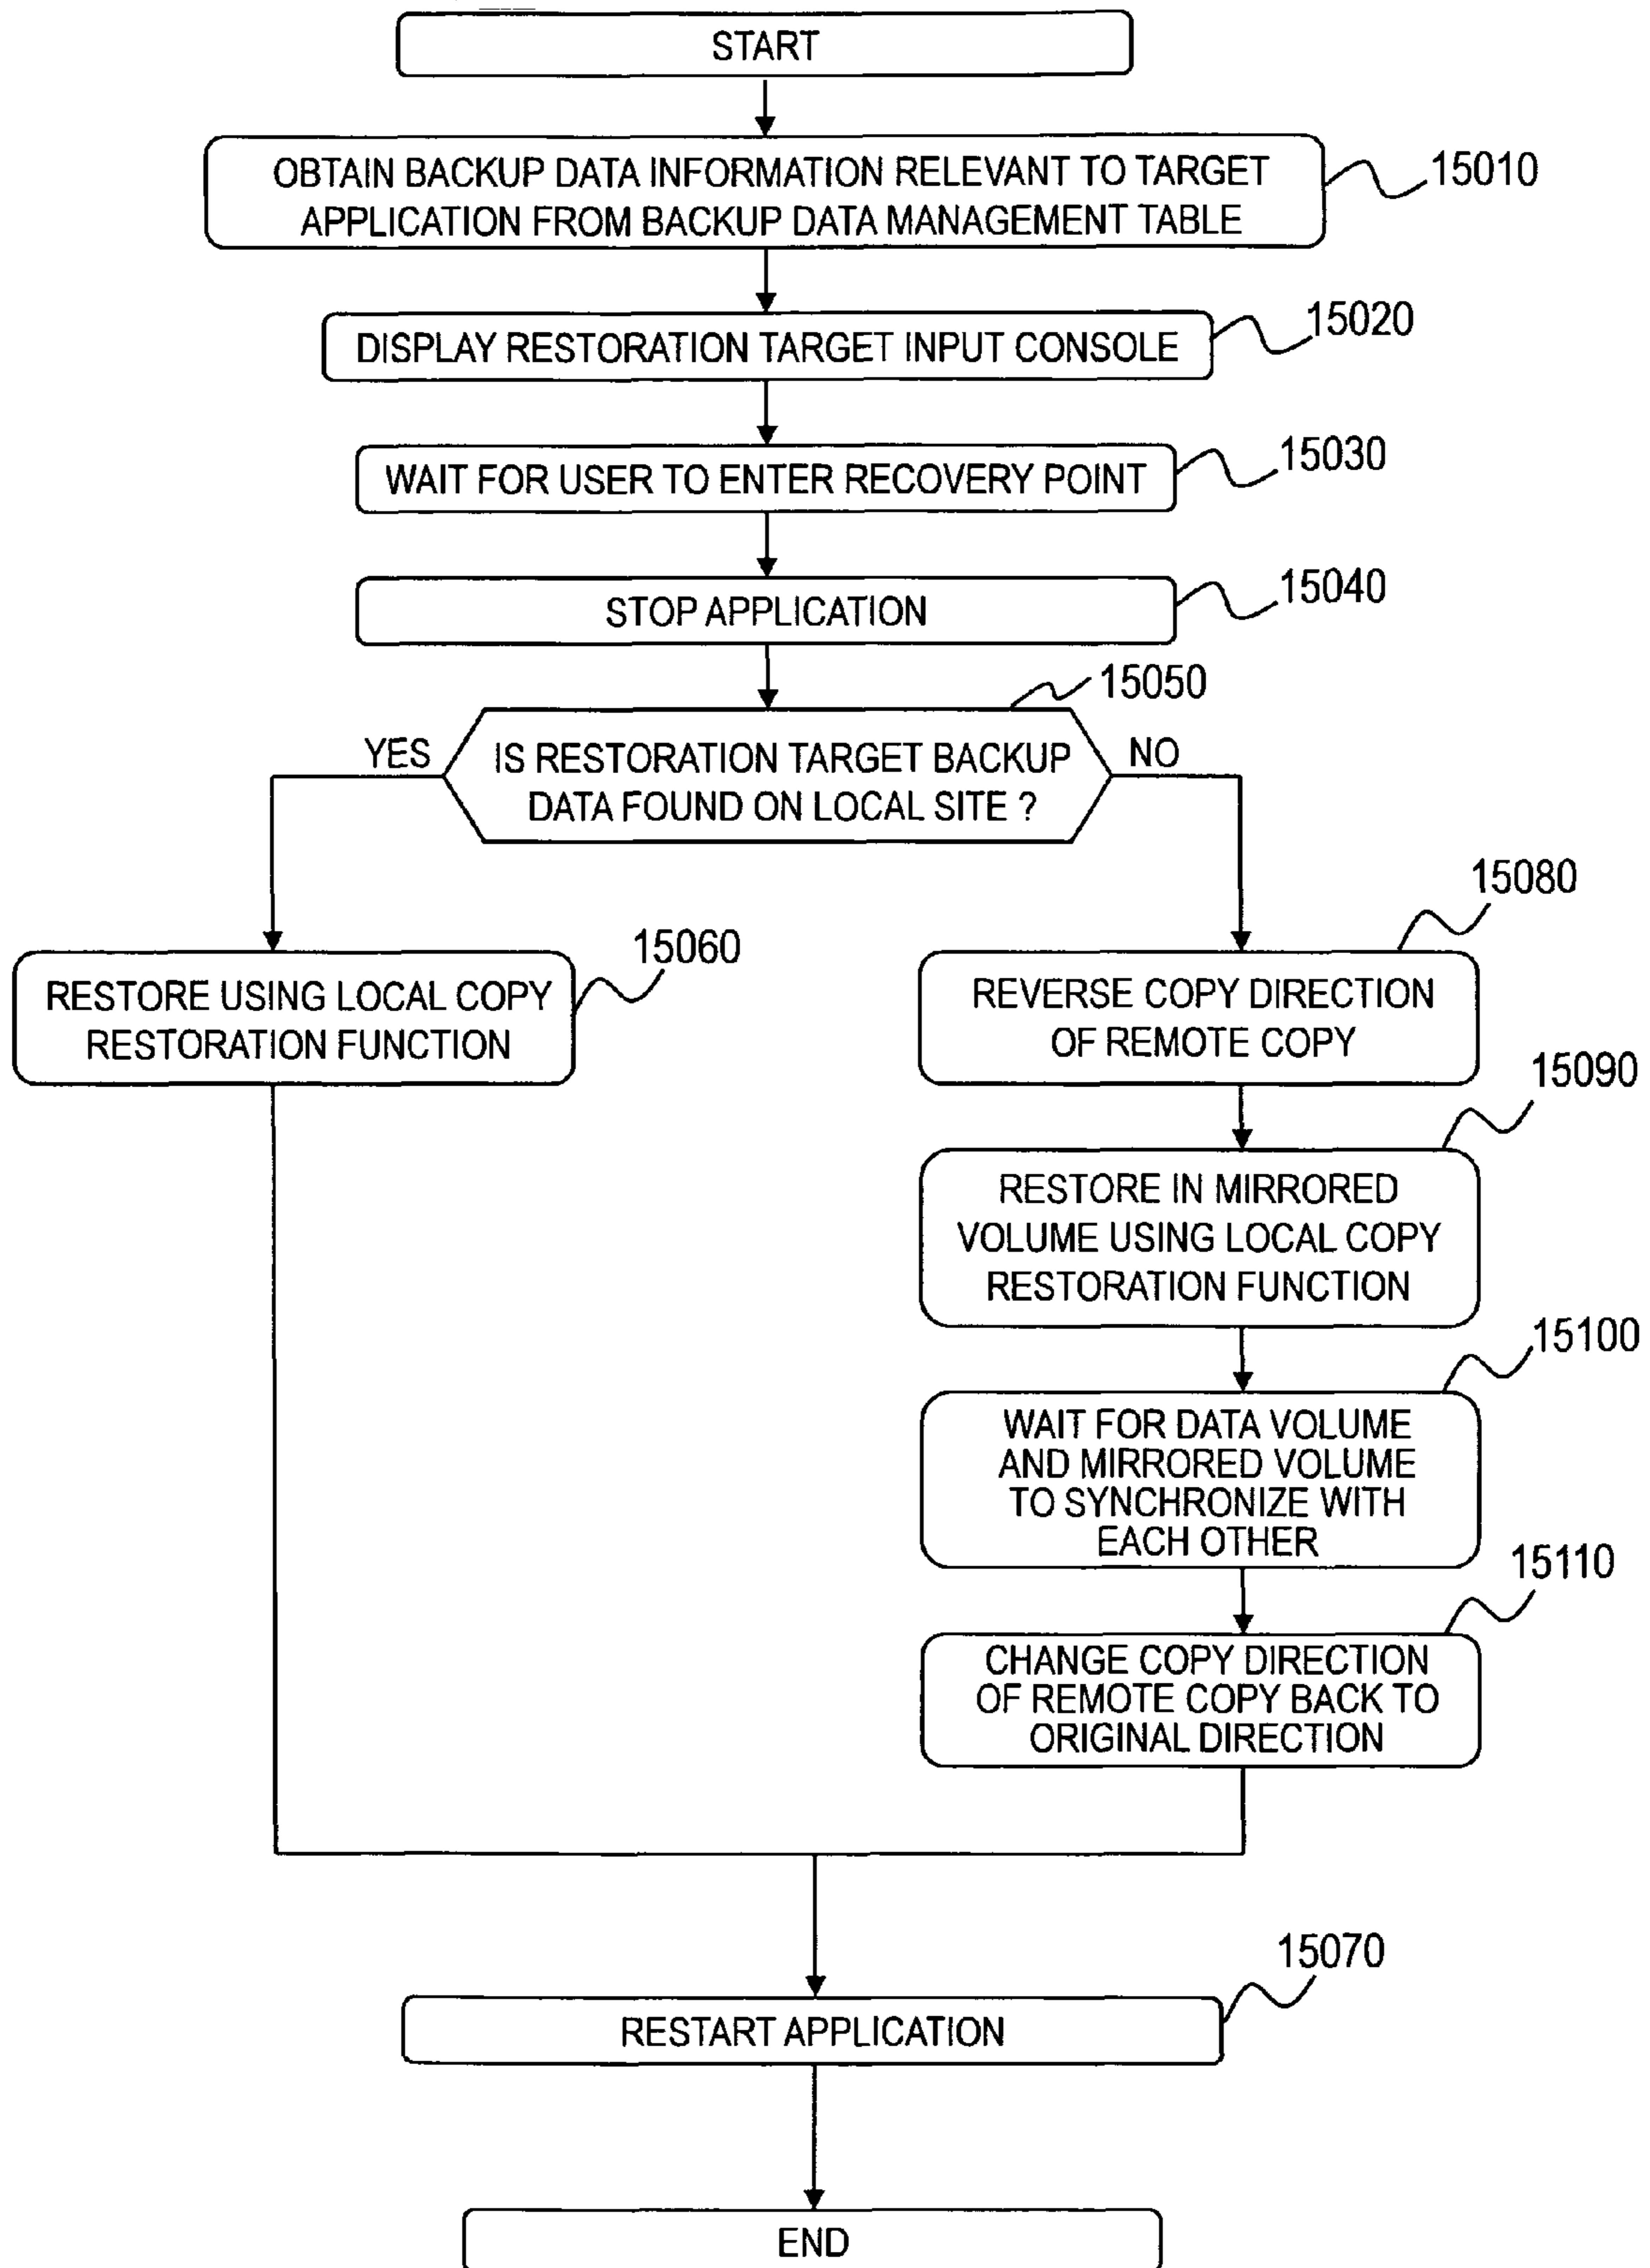 START
OBTAIN BACKUP DATA INFORMATION RELEVANT TO TARGET
APPLICATION FROM BACKUP DATA MANAGEMENT TABLE
15010
DISPLAY RESTORATION TARGET INPUT CONSOLE
15020
WAIT FOR USER TO ENTER RECOVERY POINT
15030
STOP APPLICATION
15040
15050
YES
IS RESTORATION TARGET BACKUP
DATA FOUND ON LOCAL SITE ?
NO
15060
RESTORE USING LOCAL COPY
RESTORATION FUNCTION
15080
REVERSE COPY DIRECTION
OF REMOTE COPY
15090
RESTORE IN MIRRORED
VOLUME USING LOCAL COPY
RESTORATION FUNCTION
15100
WAIT FOR DATA VOLUME
AND MIRRORED VOLUME
TO SYNCHRONIZE WITH
EACH OTHER
15110
CHANGE COPY DIRECTION
OF REMOTE COPY BACK TO
ORIGINAL DIRECTION
15070
RESTART APPLICATION
END